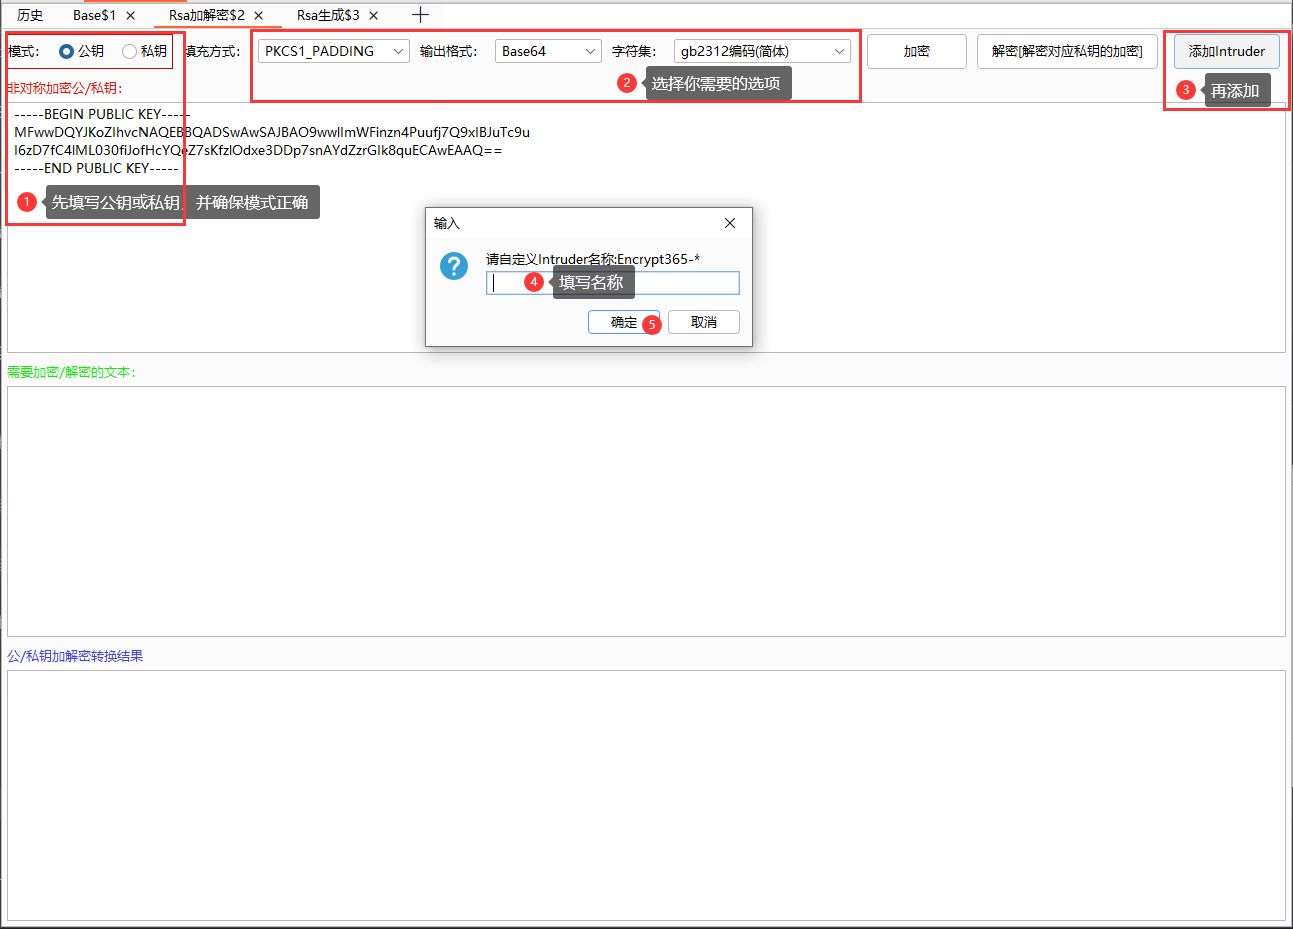 历史 Base$1 × Rsa加解密$2 × Rsa生成$3 × +
模式: 公钥 私钥 填充方式: PKCS1_PADDING 输出格式: Base64 字符集: gb2312编码(简体) 加密 解密[解密对应私钥的加密] 添加Intruder
2 选择你需要的选项
3 再添加
非对称加密公/私钥:
-----BEGIN PUBLIC KEY-----
MFwwDQYJKoZIhvcNAQEBBQADSwAwSAJBAO9wwllmWFinzn4Puufj7Q9xIBJuTc9u
l6zD7fC4lML030fiJofHcYQeZ7sKfzlOdxe3DDp7snAYdZzrGlk8quECAwEAAQ==
-----END PUBLIC KEY-----
1 先填写公钥或私钥，并确保模式正确
输入
请自定义Intruder名称:Encrypt365-*
4 填写名称
确定 5 取消
需要加密/解密的文本:
公/私钥加解密转换结果